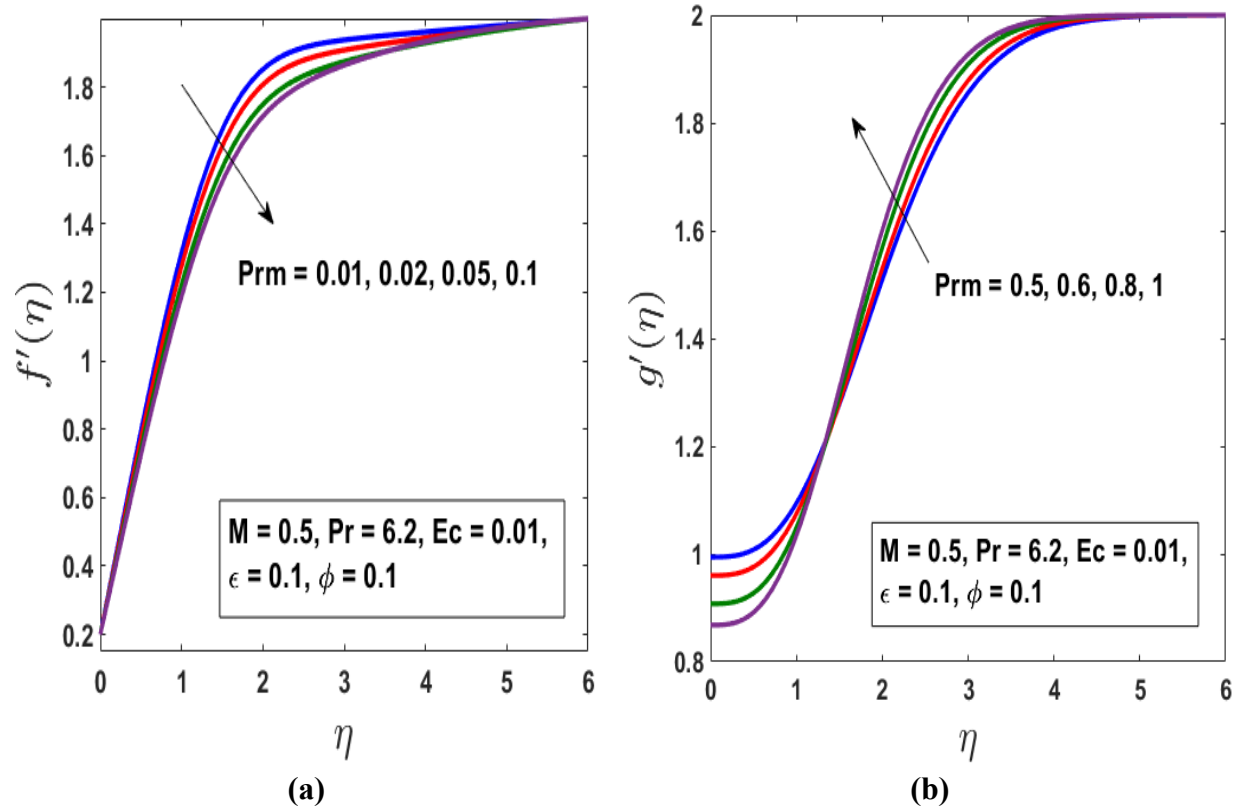 f′(η)
1.8
1.6
1.4
1.2
1
0.8
0.6
0.4
0.2
0 1 2 3 4 5 6
η
Prm = 0.01, 0.02, 0.05, 0.1
M = 0.5, Pr = 6.2, Ec = 0.01,
ϵ = 0.1, ϕ = 0.1
(a)
g′(η)
2
1.8
1.6
1.4
1.2
1
0.8
0 1 2 3 4 5 6
η
Prm = 0.5, 0.6, 0.8, 1
M = 0.5, Pr = 6.2, Ec = 0.01,
ϵ = 0.1, ϕ = 0.1
(b)